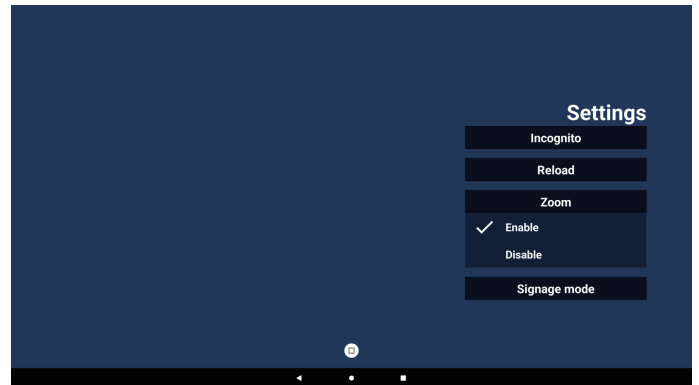 Settings
Incognito
Reload
Zoom
Enable
Disable
Signage mode